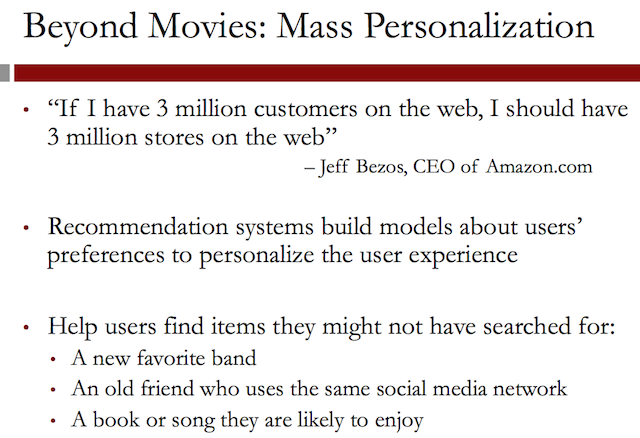 Beyond Movies: Mass Personalization
• “If I have 3 million customers on the web, I should have
3 million stores on the web”
– Jeff Bezos, CEO of Amazon.com
• Recommendation systems build models about users’
preferences to personalize the user experience
• Help users find items they might not have searched for:
• A new favorite band
• An old friend who uses the same social media network
• A book or song they are likely to enjoy